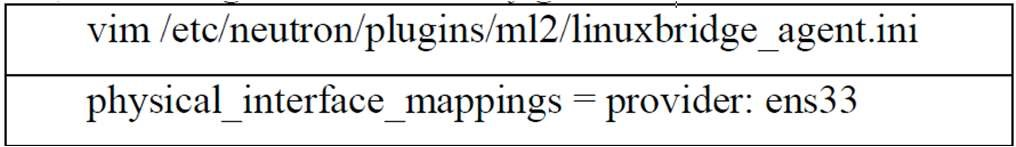 vim /etc/neutron/plugins/ml2/linuxbridge_agent.ini
physical_interface_mappings = provider: ens33